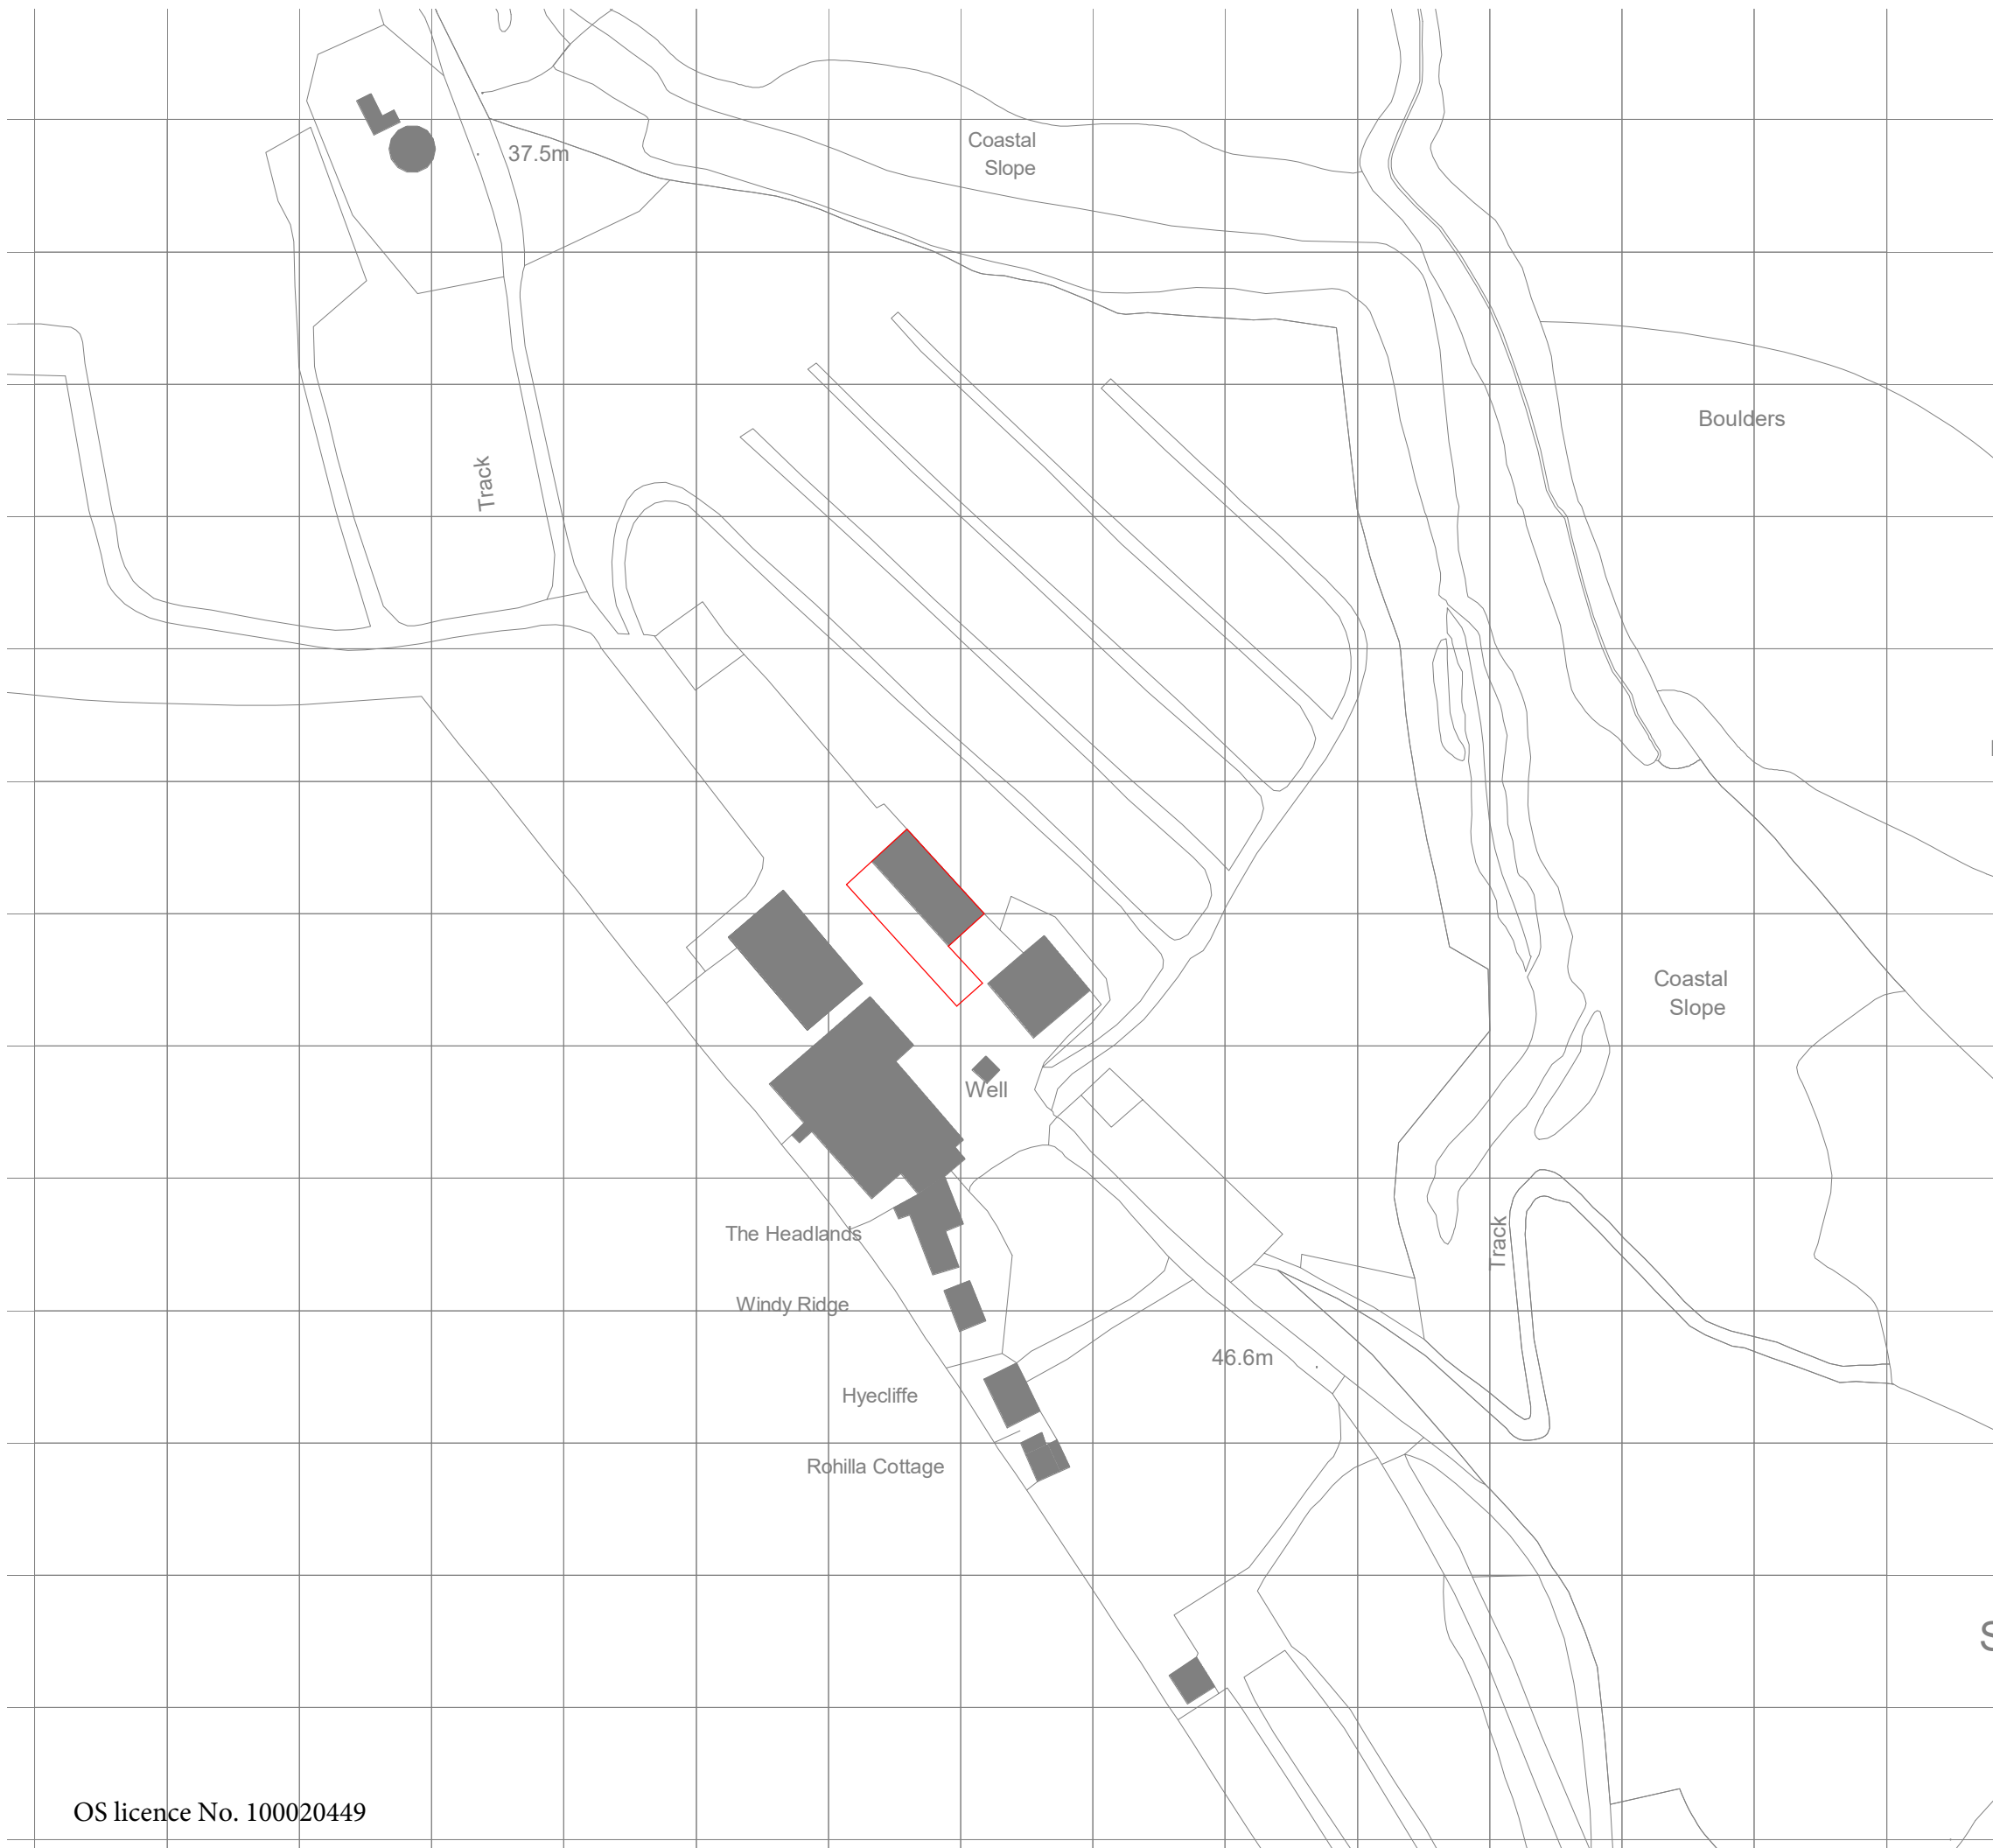 Coastal
Slope
37.5m
Boulders
Track
Coastal
Slope
Well
The Headlands
Track
Windy Ridge
46.6m
Hyecliffe
Rohilla Cottage
S
OS licence No. 100020449